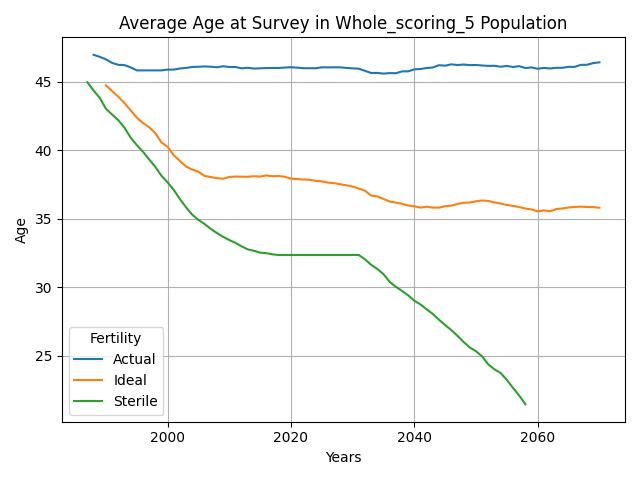 Average Age at Survey in Whole_scoring_5 Population
Age
45
40
35
30
25
Fertility
Actual
Ideal
Sterile
2000 2020 2040 2060
Years